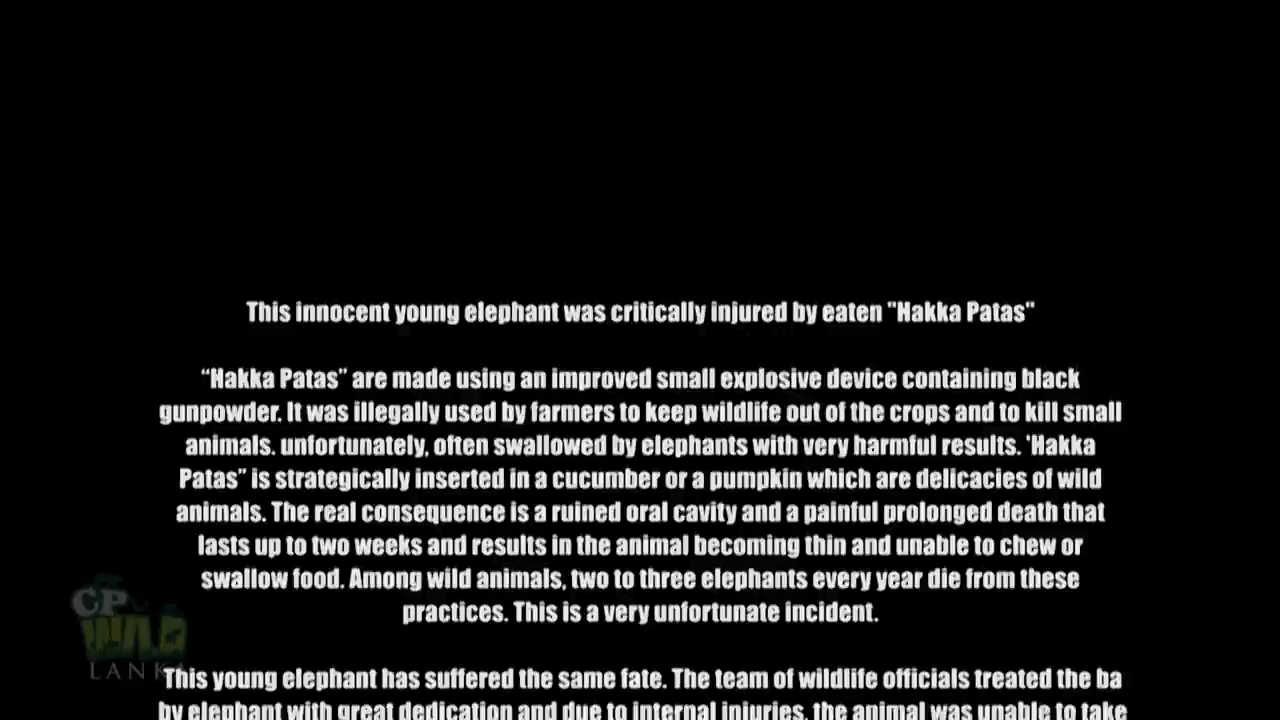 This innocent young elephant was critically injured by eaten "Hakka Patas"
“Hakka Patas” are made using an improved small explosive device containing black
gunpowder. It was illegally used by farmers to keep wildlife out of the crops and to kill small
animals. unfortunately, often swallowed by elephants with very harmful results. 'Hakka
Patas” is strategically inserted in a cucumber or a pumpkin which are delicacies of wild
animals. The real consequence is a ruined oral cavity and a painful prolonged death that
lasts up to two weeks and results in the animal becoming thin and unable to chew or
swallow food. Among wild animals, two to three elephants every year die from these
practices. This is a very unfortunate incident.
CP
WILD
LANKA
This young elephant has suffered the same fate. The team of wildlife officials treated the ba
by elephant with great dedication and due to internal injuries, the animal was unable to take